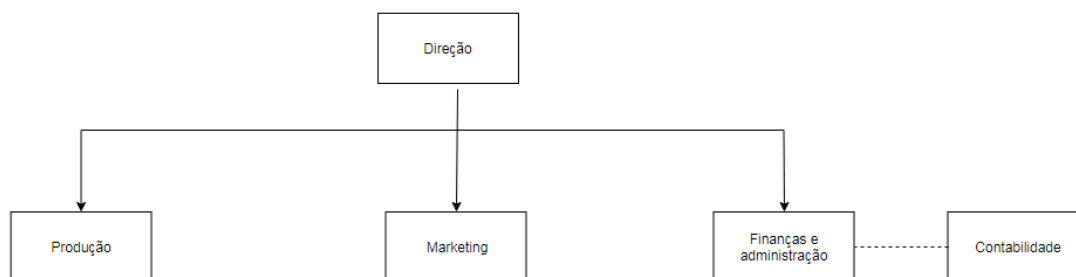 Direção
Produção
Marketing
Finanças e
administração
Contabilidade